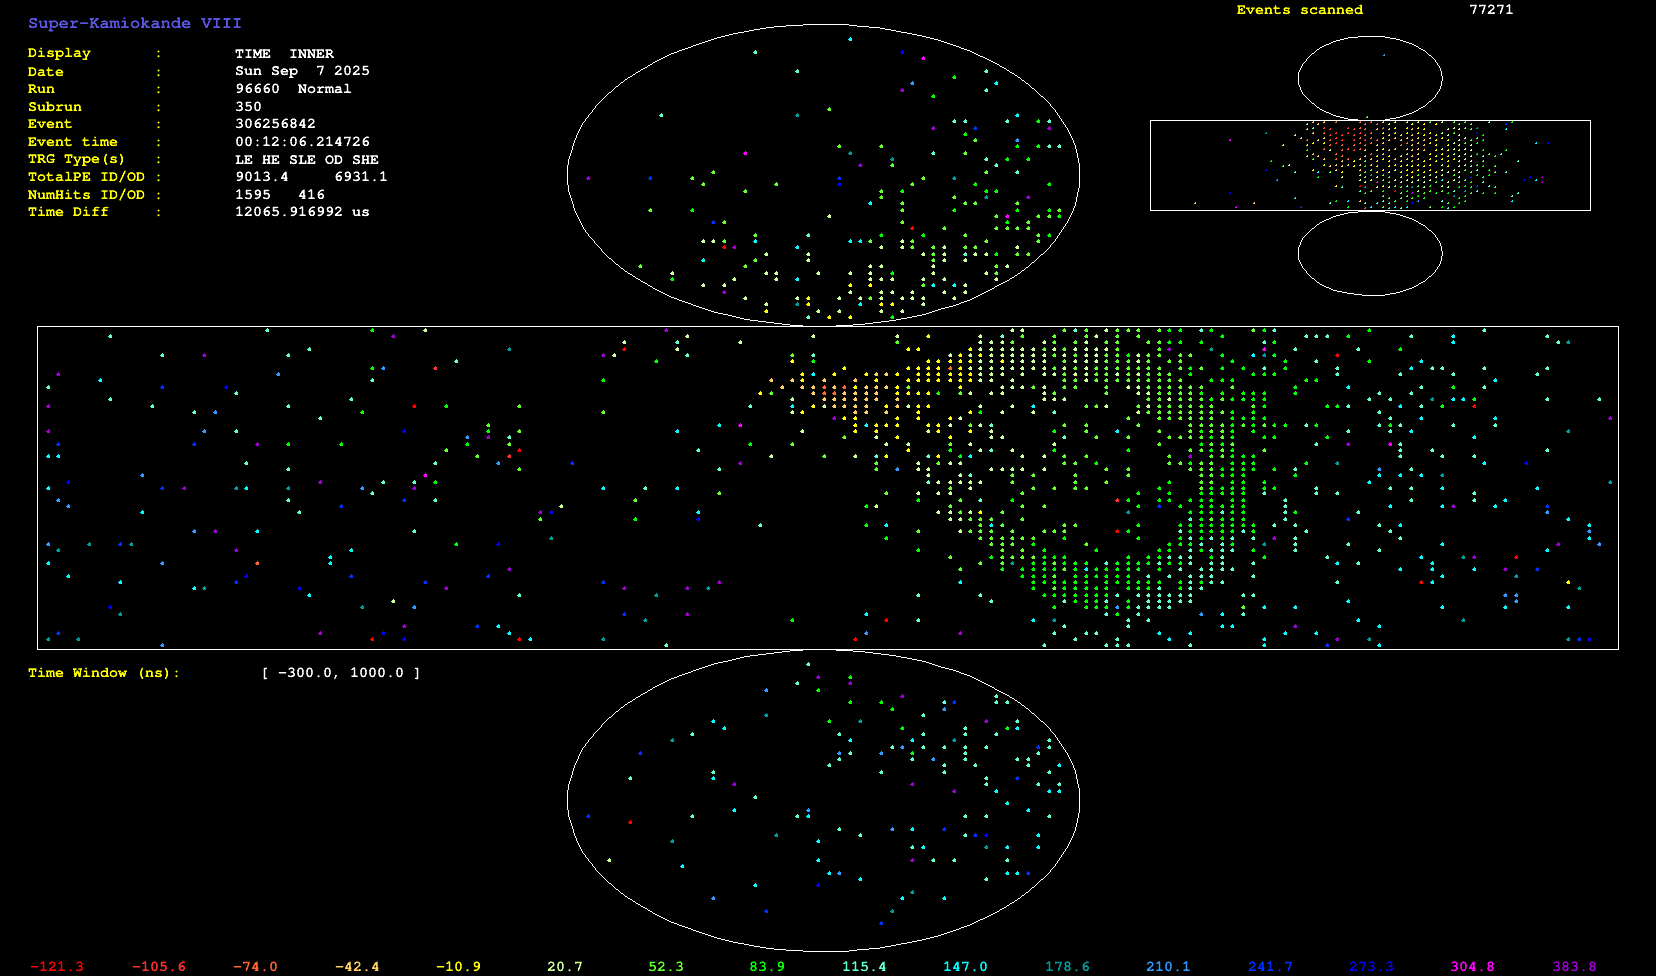 Super-Kamiokande VIII
Events scanned 77271
Display : TIME INNER
Date : Sun Sep 7 2025
Run : 96660 Normal
Subrun : 350
Event : 306256842
Event time : 00:12:06.214726
TRG Type(s) : LE HE SLE OD SHE
TotalPE ID/OD : 9013.4 6931.1
NumHits ID/OD : 1595 416
Time Diff : 12065.916992 us
Time Window (ns): [ -300.0, 1000.0 ]
-121.3 -105.6 -74.0 -42.4 -10.9 20.7 52.3 83.9 115.4 147.0 178.6 210.1 241.7 273.3 304.8 383.8